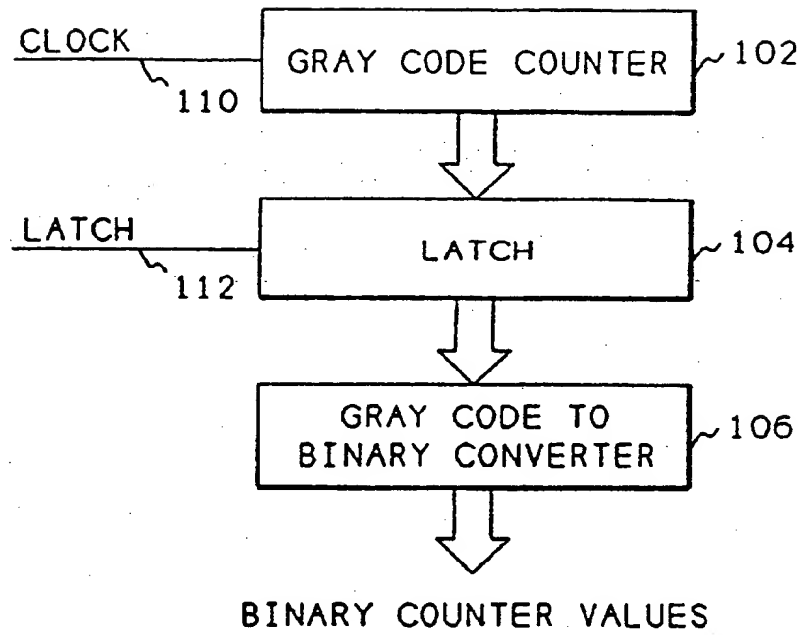 CLOCK
110
GRAY CODE COUNTER
102
LATCH
112
LATCH
104
GRAY CODE TO
BINARY CONVERTER
106
BINARY COUNTER VALUES